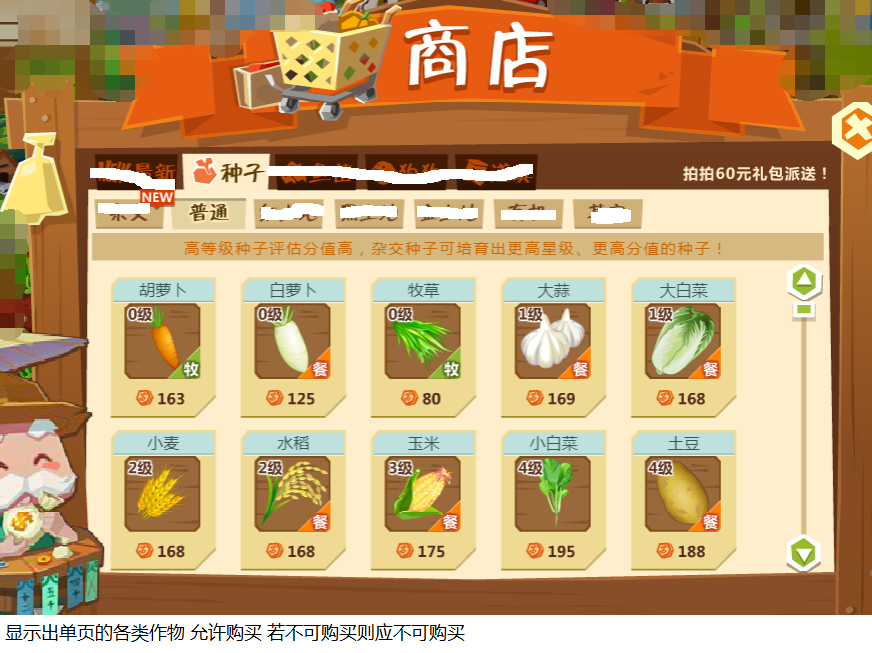 商店
种子
拍拍60元礼包派送！
NEW
普通
高等级种子评估分值高，杂交种子可培育出更高星级、更高分值的种子！
胡萝卜 白萝卜 牧草 大蒜 大白菜
0级 0级 0级 1级 1级
牧 餐 牧 餐 餐
163 125 80 169 168
小麦 水稻 玉米 小白菜 土豆
2级 2级 3级 4级 4级
餐 餐 餐
168 168 175 195 188
显示出单页的各类作物 允许购买 若不可购买则应不可购买